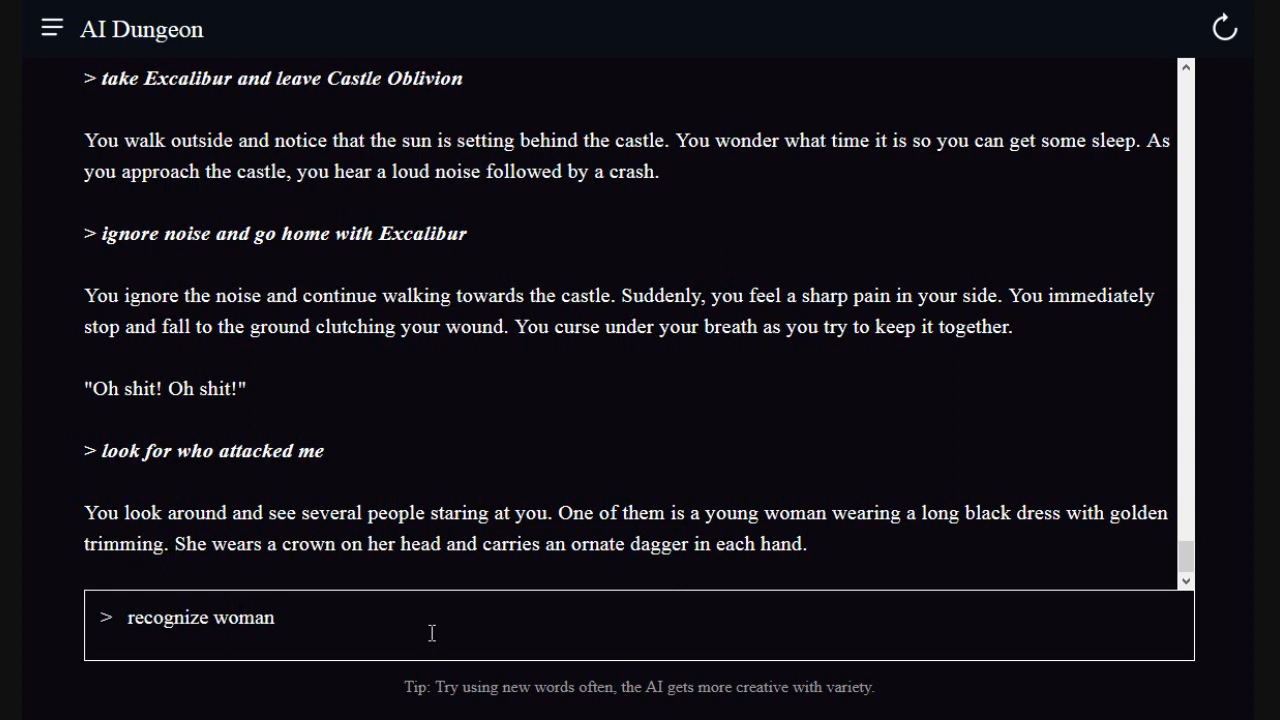 AI Dungeon
> take Excalibur and leave Castle Oblivion
You walk outside and notice that the sun is setting behind the castle. You wonder what time it is so you can get some sleep. As
you approach the castle, you hear a loud noise followed by a crash.
> ignore noise and go home with Excalibur
You ignore the noise and continue walking towards the castle. Suddenly, you feel a sharp pain in your side. You immediately
stop and fall to the ground clutching your wound. You curse under your breath as you try to keep it together.
"Oh shit! Oh shit!"
> look for who attacked me
You look around and see several people staring at you. One of them is a young woman wearing a long black dress with golden
trimming. She wears a crown on her head and carries an ornate dagger in each hand.
> recognize woman
Tip: Try using new words often, the AI gets more creative with variety.